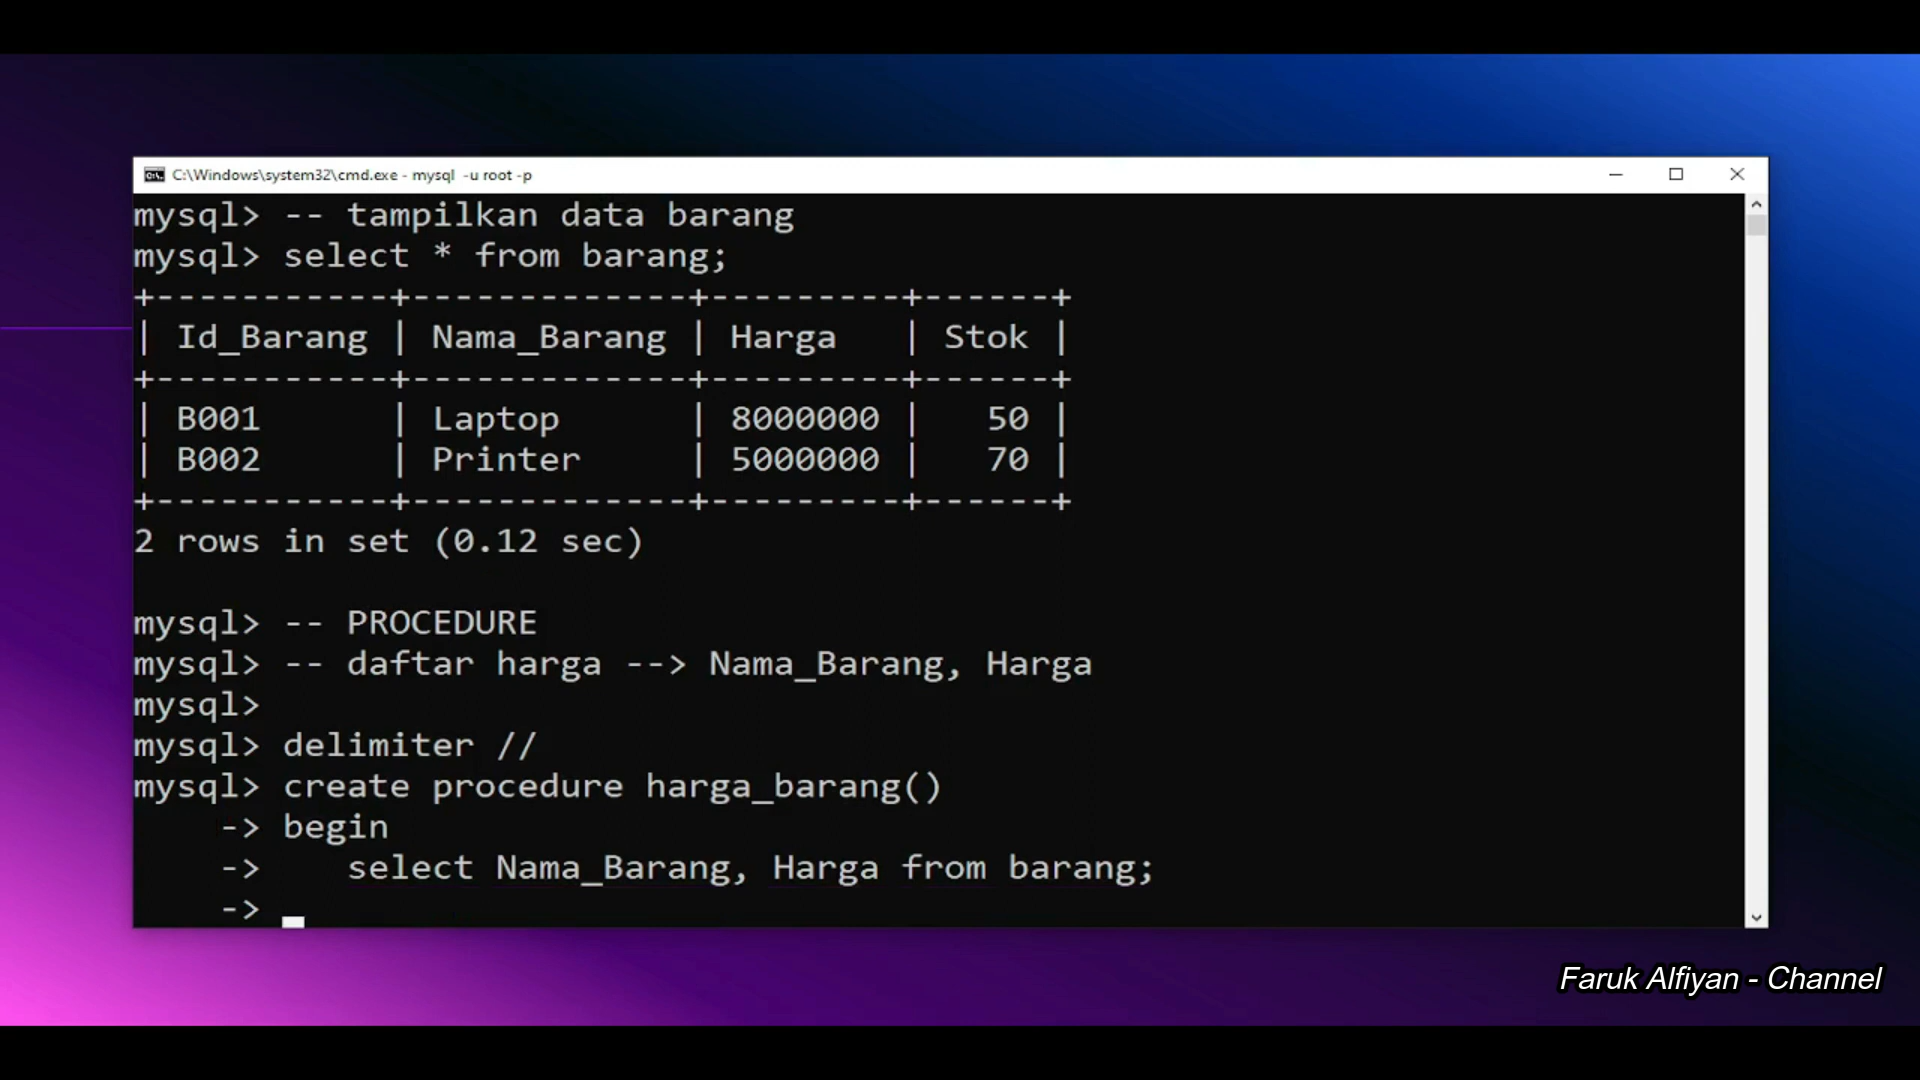 C:\Windows\system32\cmd.exe - mysql -u root -p
mysql> -- tampilkan data barang
mysql> select * from barang;
+-----------+-------------+---------+------+
| Id_Barang | Nama_Barang | Harga   | Stok |
+-----------+-------------+---------+------+
| B001      | Laptop      | 8000000 |   50 |
| B002      | Printer     | 5000000 |   70 |
+-----------+-------------+---------+------+
2 rows in set (0.12 sec)
mysql> -- PROCEDURE
mysql> -- daftar harga --> Nama_Barang, Harga
mysql>
mysql> delimiter //
mysql> create procedure harga_barang()
    -> begin
    ->    select Nama_Barang, Harga from barang;
    ->
Faruk Alfiyan - Channel